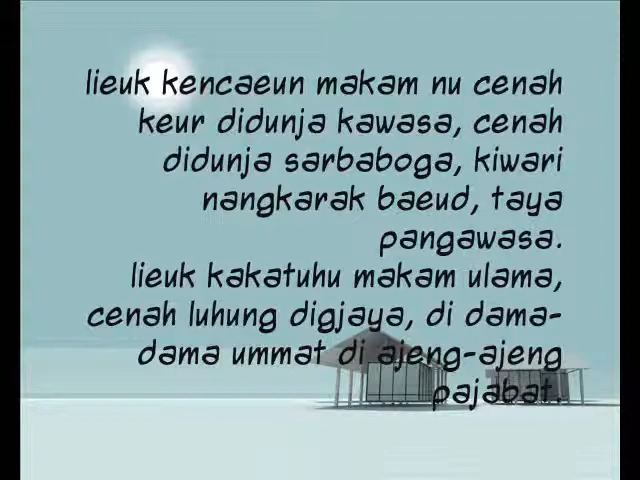 lieuk kencaeun makam nu cenah
keur didunja kawasa, cenah
didunja sarbaboga, kiwari
nangkarak baeud, taya
pangawasa.
lieuk kakatuhu makam ulama,
cenah luhung digjaya, di dama-
dama ummat di ajeng-ajeng
pajabat.